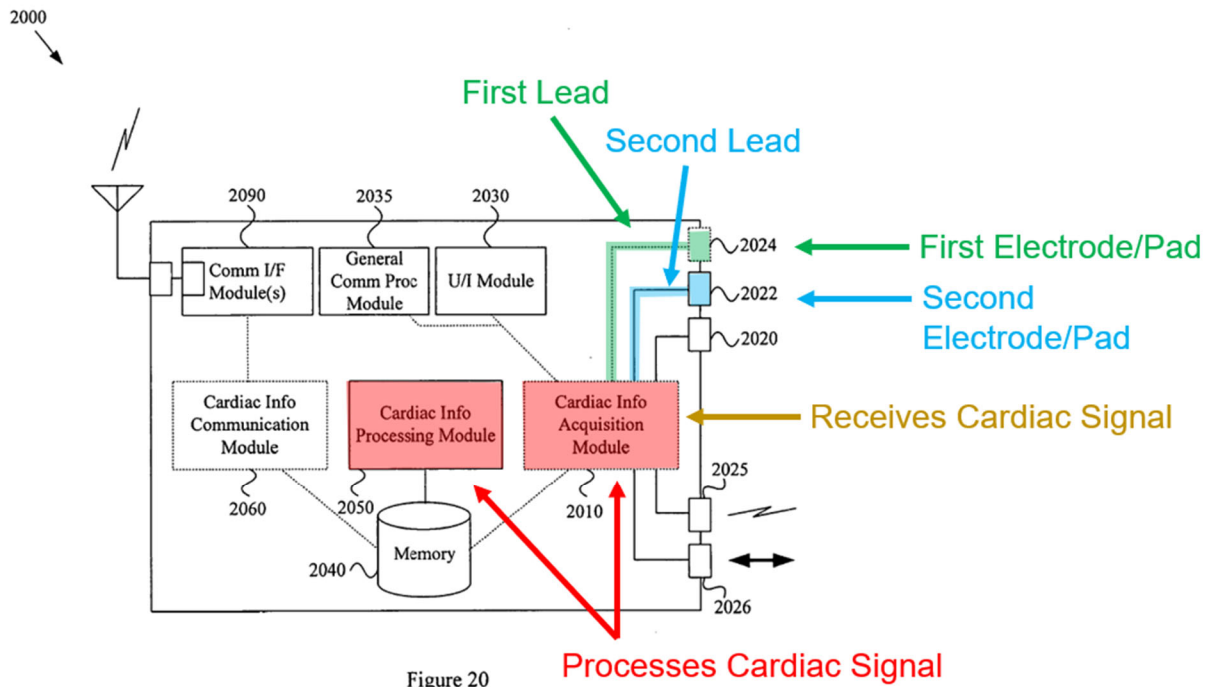 2000
First Lead
Second Lead
2090
2035
2030
Comm I/F
Module(s)
General
Comm Proc
Module
U/I Module
2024
First Electrode/Pad
2022
Second
Electrode/Pad
2020
Cardiac Info
Communication
Module
Cardiac Info
Processing Module
Cardiac Info
Acquisition
Module
Receives Cardiac Signal
2060
2050
2010
2025
2040
Memory
2026
Processes Cardiac Signal
Figure 20